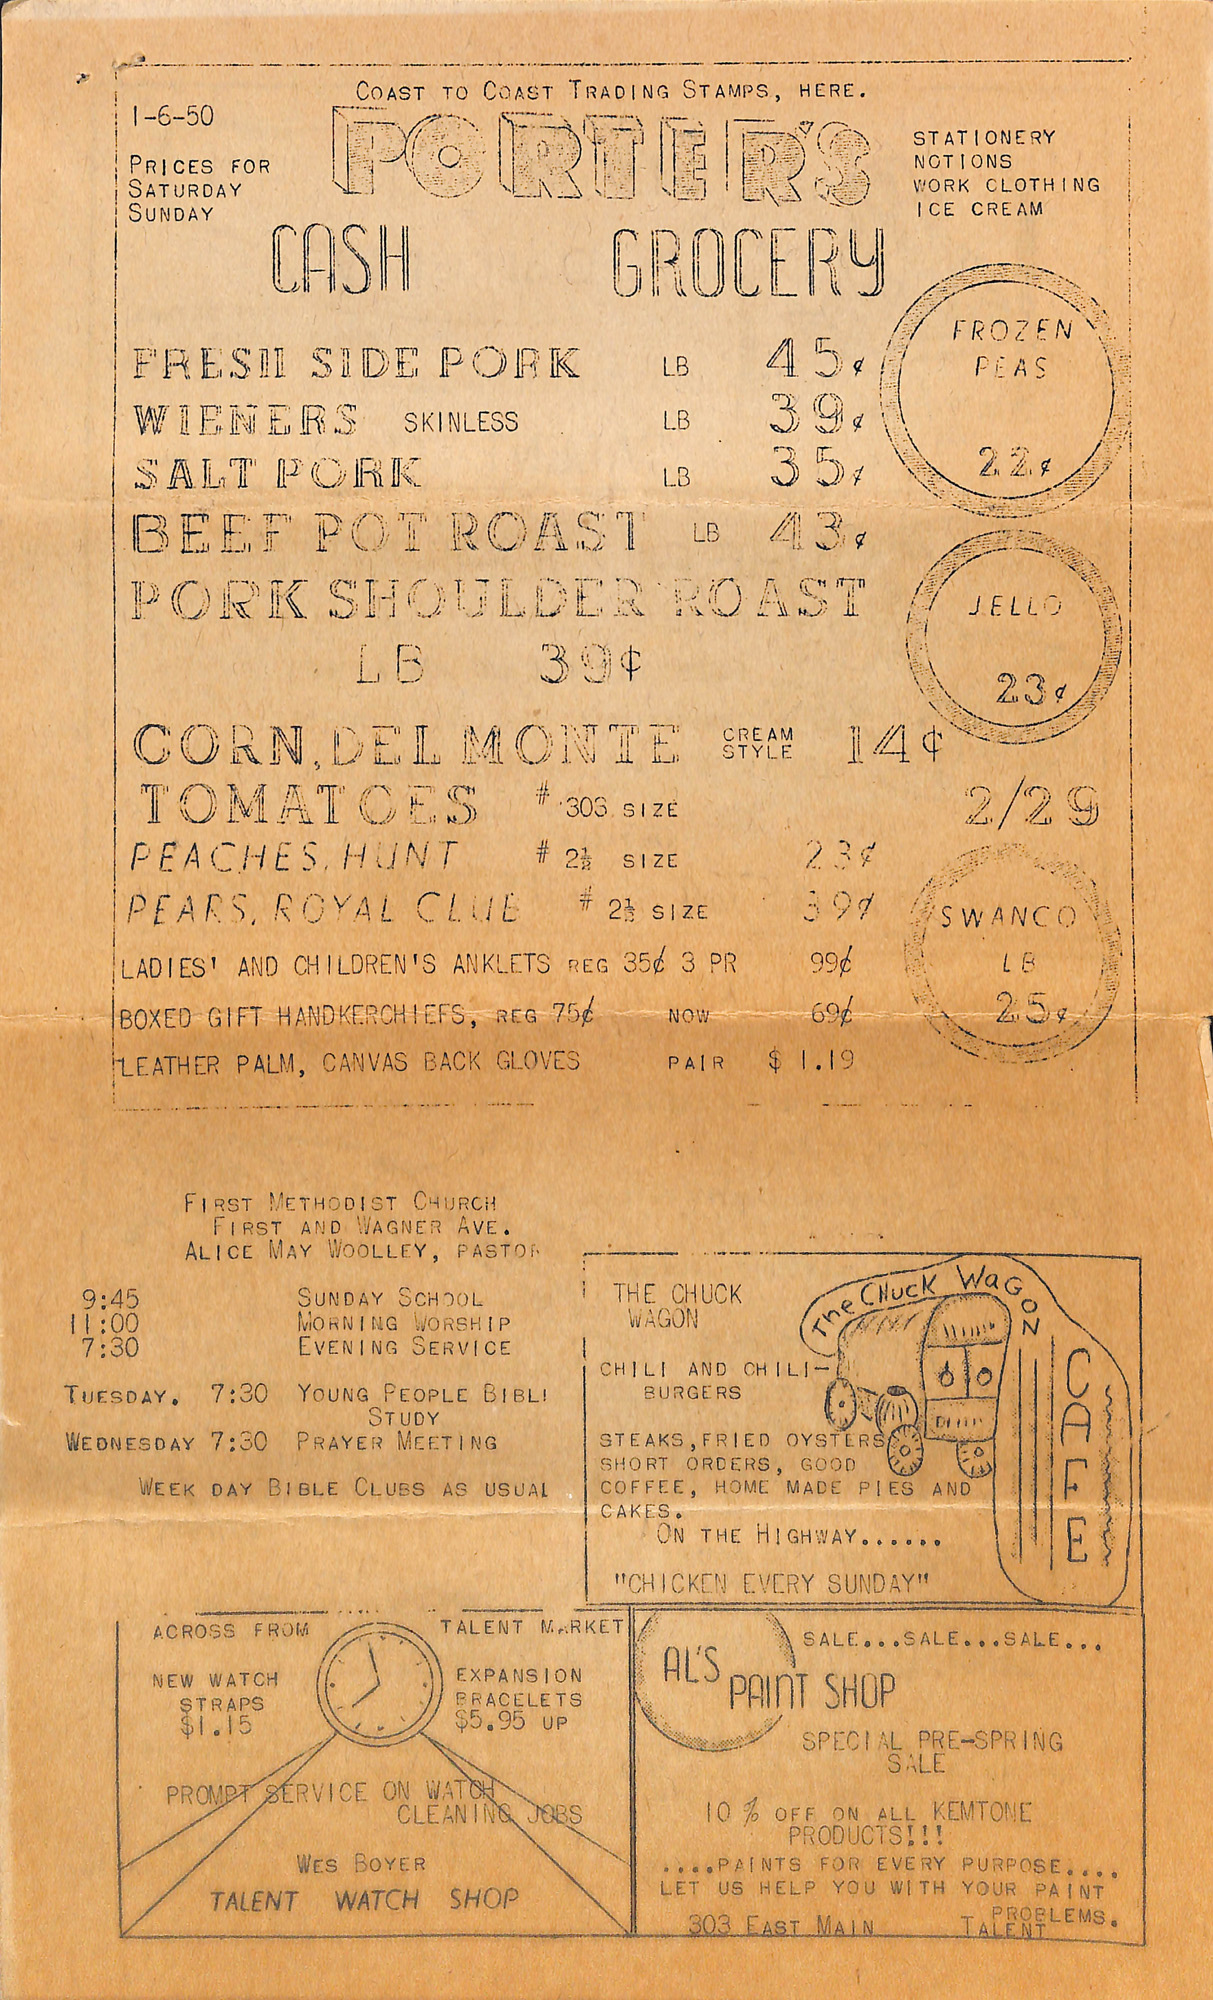 COAST TO COAST TRADING STAMPS, HERE.
1-6-50
PRICES FOR
SATURDAY
SUNDAY
PORTER'S
CASH GROCERY
STATIONERY
NOTIONS
WORK CLOTHING
ICE CREAM
FRESH SIDE PORK LB 45¢
WIENERS SKINLESS LB 39¢
SALT PORK LB 35¢
BEEF POT ROAST LB 43¢
PORK SHOULDER ROAST
LB 39¢
FROZEN
PEAS
22¢
JELLO
23¢
CORN, DEL MONTE CREAM STYLE 14¢
TOMATOES # 303 SIZE 2/29
PEACHES, HUNT # 2½ SIZE 23¢
PEARS, ROYAL CLUB # 2½ SIZE 39¢
LADIES' AND CHILDREN'S ANKLETS REG 35¢ 3 PR 99¢
BOXED GIFT HANDKERCHIEFS, REG 75¢ NOW 69¢
LEATHER PALM, CANVAS BACK GLOVES PAIR $ 1.19
SWANCO
LB
25¢
FIRST METHODIST CHURCH
FIRST AND WAGNER AVE.
ALICE MAY WOOLLEY, PASTOR
9:45 SUNDAY SCHOOL
11:00 MORNING WORSHIP
7:30 EVENING SERVICE
TUESDAY. 7:30 YOUNG PEOPLE BIBL
STUDY
WEDNESDAY 7:30 PRAYER MEETING
WEEK DAY BIBLE CLUBS AS USUAL
THE CHUCK
WAGON
The CHucK WaGON
CAFE
CHILI AND CHILI-
BURGERS
STEAKS, FRIED OYSTERS
SHORT ORDERS, GOOD
COFFEE, HOME MADE PIES AND
CAKES.
ON THE HIGHWAY......
"CHICKEN EVERY SUNDAY"
ACROSS FROM TALENT MARKET
NEW WATCH
STRAPS
$1.15
EXPANSION
BRACELETS
$5.95 UP
PROMPT SERVICE ON WATCH
CLEANING JOBS
WES BOYER
TALENT WATCH SHOP
AL'S
PAINT SHOP
SALE...SALE...SALE...
SPECIAL PRE-SPRING
SALE
10 % OFF ON ALL KEMTONE
PRODUCTS!!!
....PAINTS FOR EVERY PURPOSE....
LET US HELP YOU WITH YOUR PAINT
PROBLEMS.
303 EAST MAIN TALENT